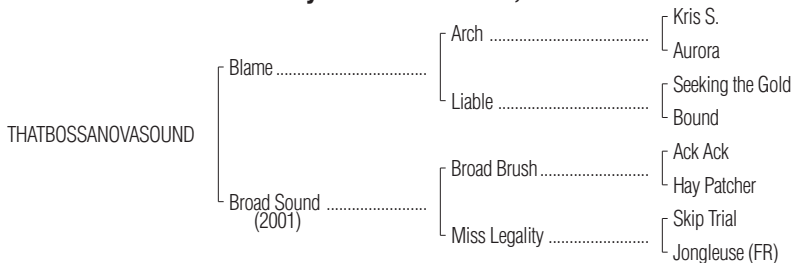 Kris S.
Arch
Aurora
Blame
Seeking the Gold
Liable
Bound
THATBOSSANOVASOUND
Ack Ack
Broad Brush
Hay Patcher
Broad Sound
(2001)
Skip Trial
Miss Legality
Jongleuse (FR)